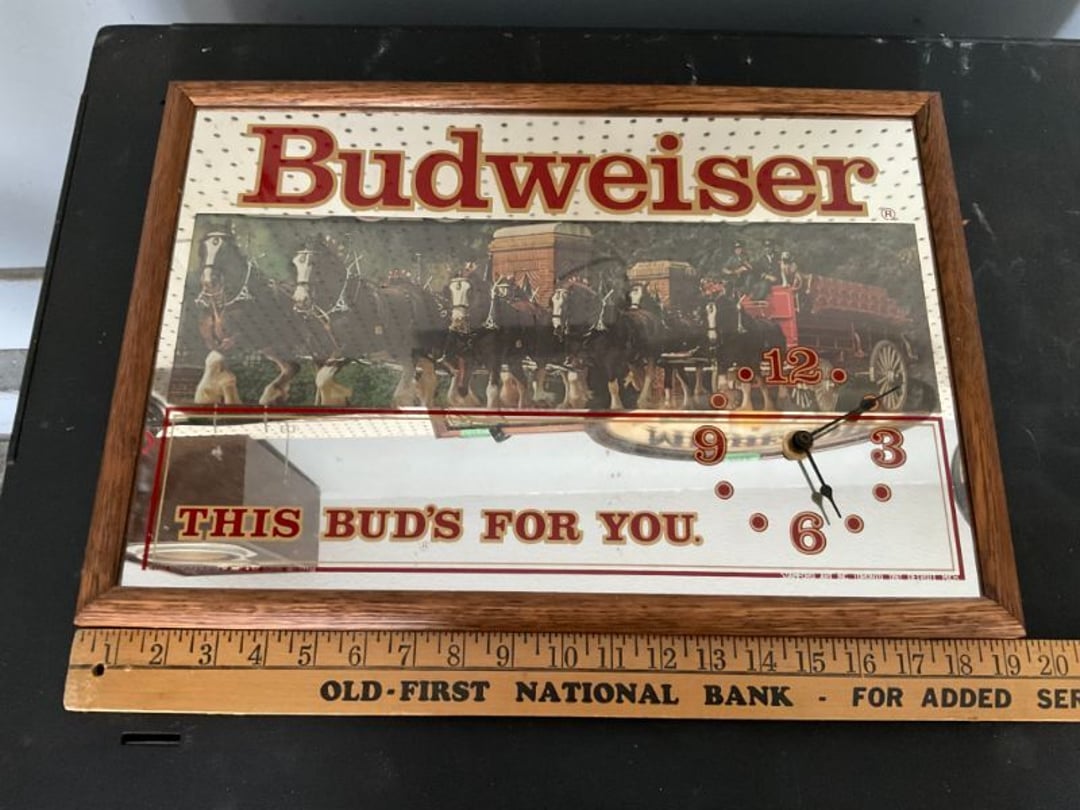 Budweiser
®
12
9 3
THIS BUD'S FOR YOU.
6
1 2 3 4 5 6 7 8 9 10 11 12 13 14 15 16 17 18 19 20
OLD-FIRST NATIONAL BANK - FOR ADDED SER